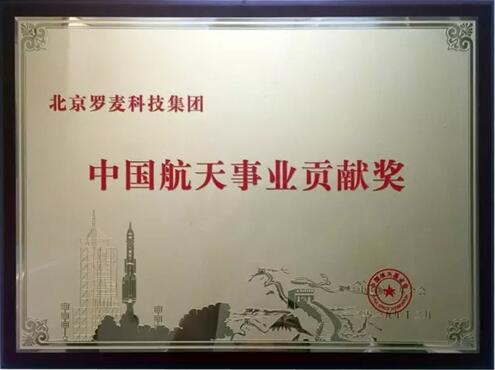 北京罗麦科技集团
中国航天事业贡献奖